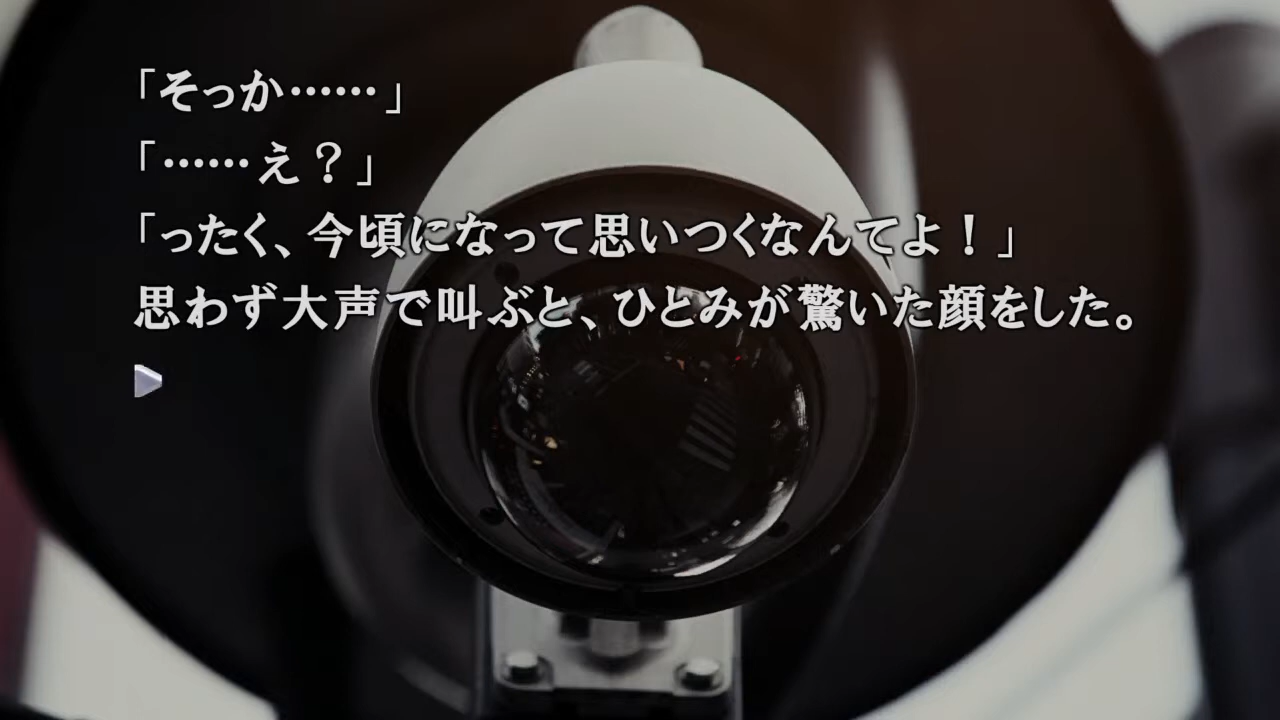 「そっか……」
「……え？」
「ったく、今頃になって思いつくなんてよ！」
思わず大声で叫ぶと、ひとみが驚いた顔をした。